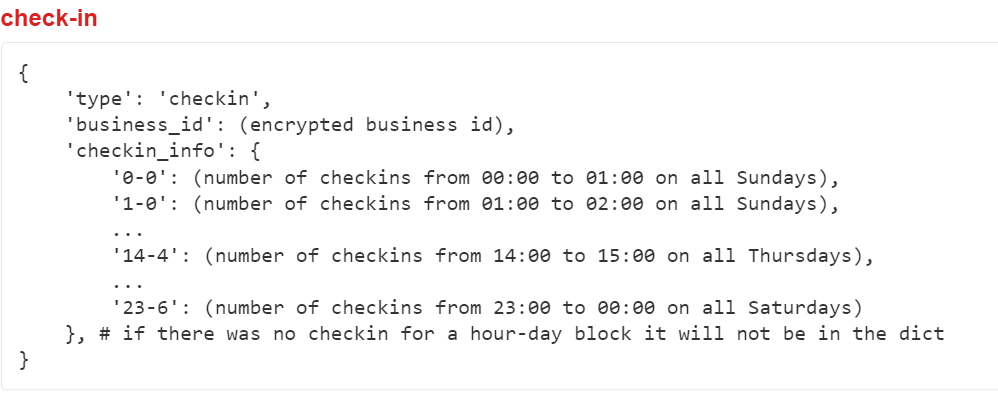 check-in
{
    'type': 'checkin',
    'business_id': (encrypted business id),
    'checkin_info': {
        '0-0': (number of checkins from 00:00 to 01:00 on all Sundays),
        '1-0': (number of checkins from 01:00 to 02:00 on all Sundays),
        ...
        '14-4': (number of checkins from 14:00 to 15:00 on all Thursdays),
        ...
        '23-6': (number of checkins from 23:00 to 00:00 on all Saturdays)
    }, # if there was no checkin for a hour-day block it will not be in the dict
}